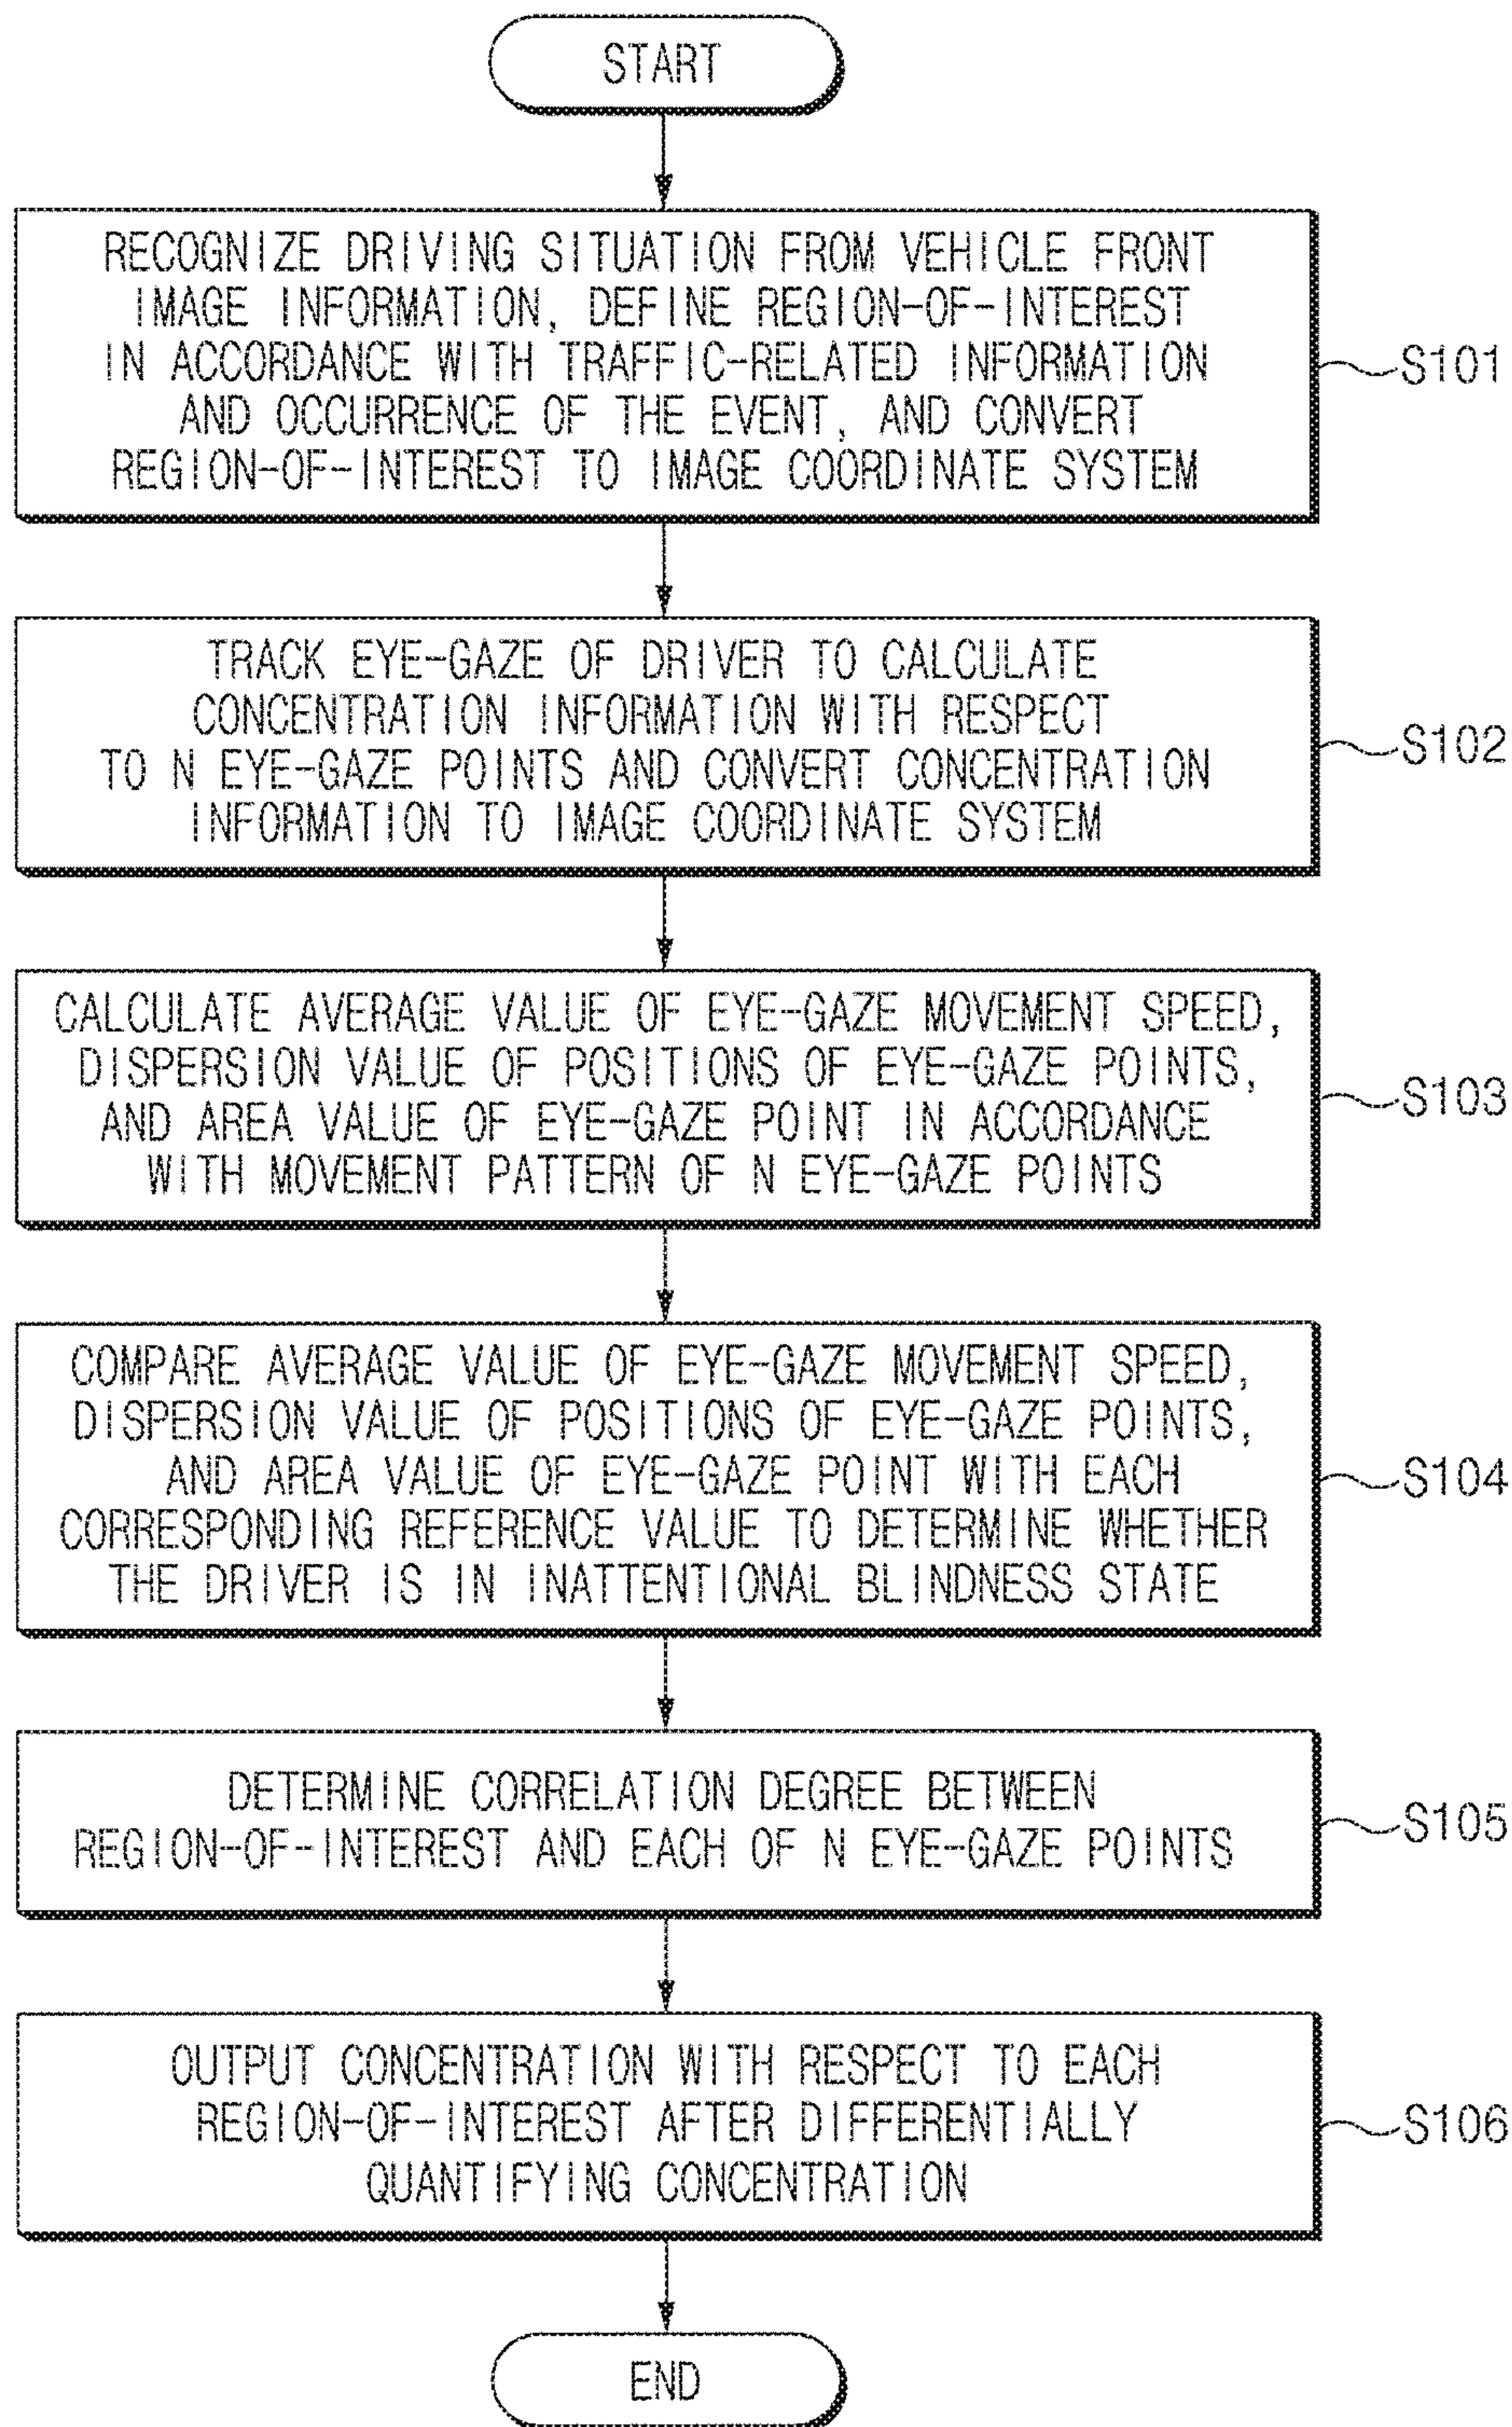 START
RECOGNIZE DRIVING SITUATION FROM VEHICLE FRONT
IMAGE INFORMATION, DEFINE REGION-OF-INTEREST
IN ACCORDANCE WITH TRAFFIC-RELATED INFORMATION
AND OCCURRENCE OF THE EVENT, AND CONVERT
REGION-OF-INTEREST TO IMAGE COORDINATE SYSTEM
S101
TRACK EYE-GAZE OF DRIVER TO CALCULATE
CONCENTRATION INFORMATION WITH RESPECT
TO N EYE-GAZE POINTS AND CONVERT CONCENTRATION
INFORMATION TO IMAGE COORDINATE SYSTEM
S102
CALCULATE AVERAGE VALUE OF EYE-GAZE MOVEMENT SPEED,
DISPERSION VALUE OF POSITIONS OF EYE-GAZE POINTS,
AND AREA VALUE OF EYE-GAZE POINT IN ACCORDANCE
WITH MOVEMENT PATTERN OF N EYE-GAZE POINTS
S103
COMPARE AVERAGE VALUE OF EYE-GAZE MOVEMENT SPEED,
DISPERSION VALUE OF POSITIONS OF EYE-GAZE POINTS,
AND AREA VALUE OF EYE-GAZE POINT WITH EACH
CORRESPONDING REFERENCE VALUE TO DETERMINE WHETHER
THE DRIVER IS IN INATTENTIONAL BLINDNESS STATE
S104
DETERMINE CORRELATION DEGREE BETWEEN
REGION-OF-INTEREST AND EACH OF N EYE-GAZE POINTS
S105
OUTPUT CONCENTRATION WITH RESPECT TO EACH
REGION-OF-INTEREST AFTER DIFFERENTIALLY
QUANTIFYING CONCENTRATION
S106
END